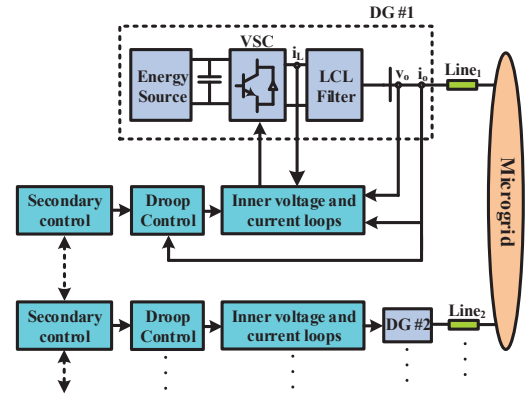 DG #1
VSC
Energy
Source
iL
LCL
Filter
vo
io
Line1
Microgrid
Secondary
control
Droop
Control
Inner voltage and
current loops
Secondary
control
Droop
Control
Inner voltage and
current loops
DG #2
Line2